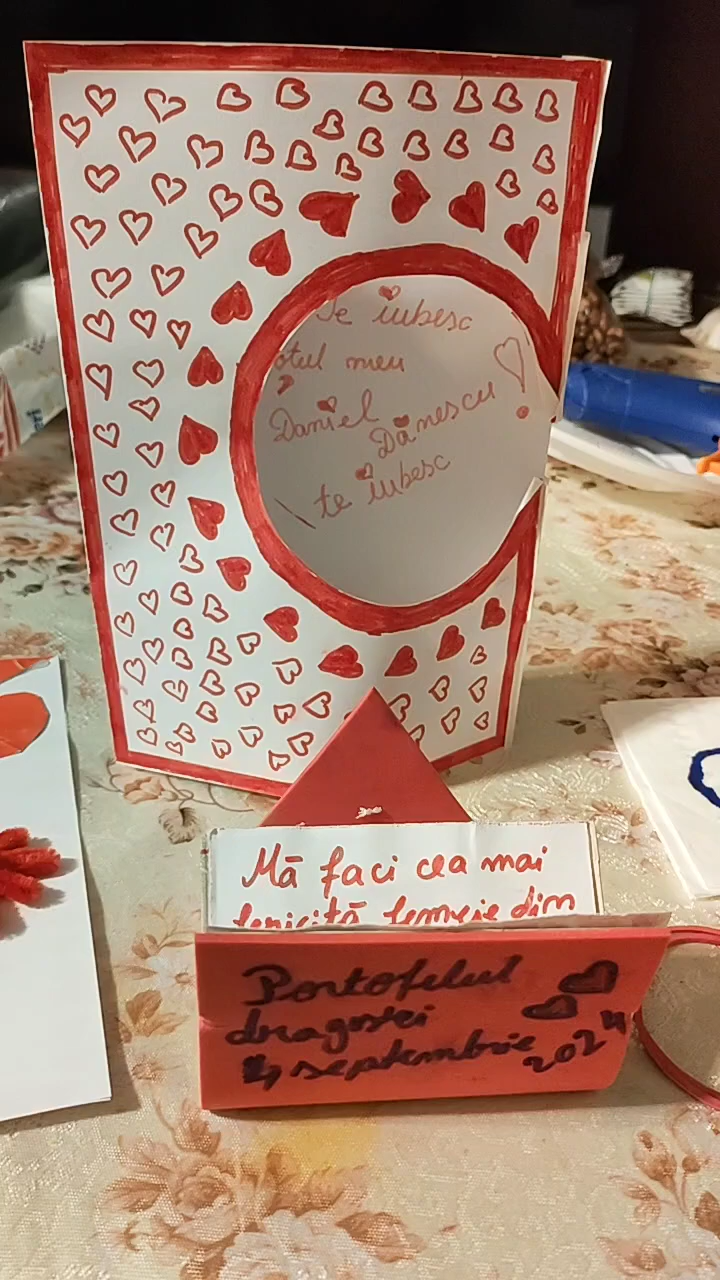 Te iubesc
otul meu
Daniel
Dănescu
te iubesc
Mă faci cea mai
fericită femeie din
Portofelul
dragostei
4 septembrie 2024